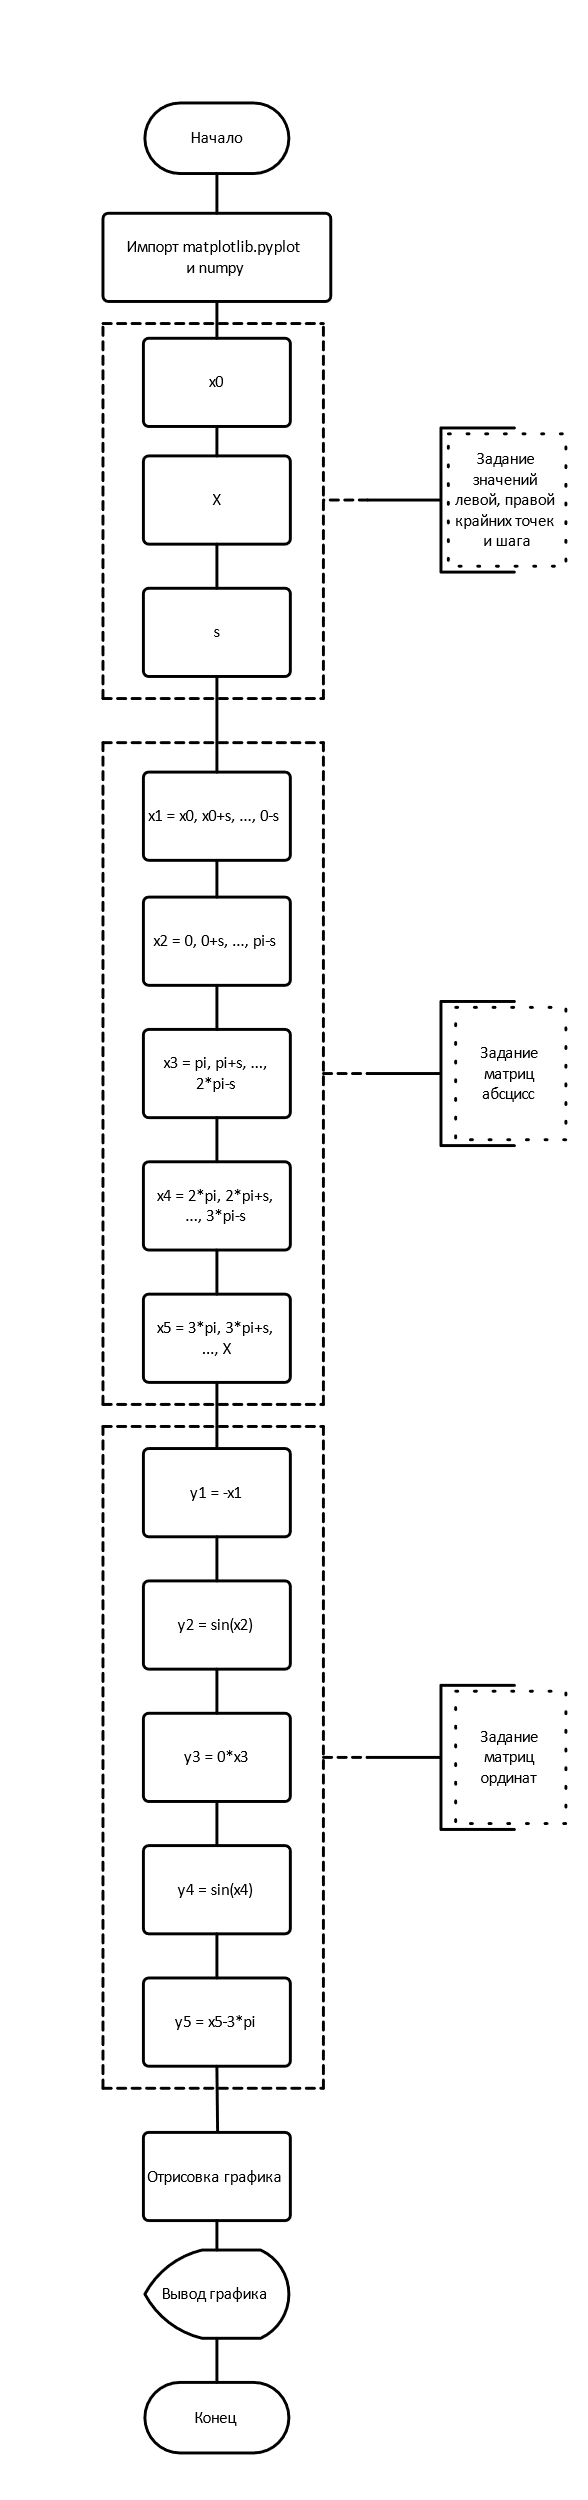 Начало
Импорт matplotlib.pyplot
и numpy
x0
X
s
Задание
значений
левой, правой
крайних точек
и шага
x1 = x0, x0+s, ..., 0-s
x2 = 0, 0+s, ..., pi-s
x3 = pi, pi+s, ...,
2*pi-s
x4 = 2*pi, 2*pi+s,
..., 3*pi-s
x5 = 3*pi, 3*pi+s,
..., X
Задание
матриц
абсцисс
y1 = -x1
y2 = sin(x2)
y3 = 0*x3
y4 = sin(x4)
y5 = x5-3*pi
Задание
матриц
ординат
Отрисовка графика
Вывод графика
Конец